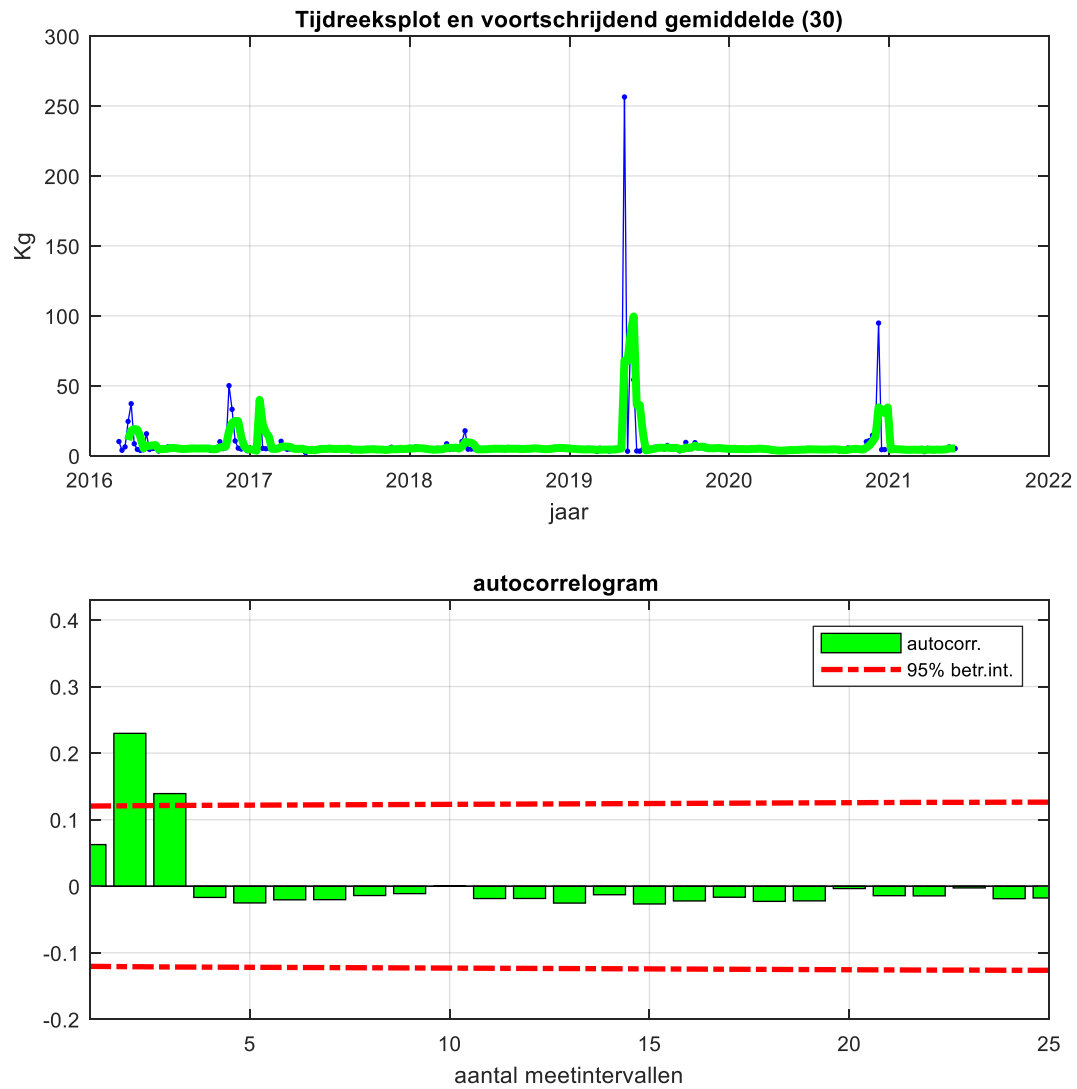 Tijdreeksplot en voortschrijdend gemiddelde (30)
300
250
200
150
100
50
0
Kg
2016 2017 2018 2019 2020 2021 2022
jaar
autocorrelogram
0.4
0.3
0.2
0.1
0
-0.1
-0.2
autocorr.
95% betr.int.
5 10 15 20 25
aantal meetintervallen